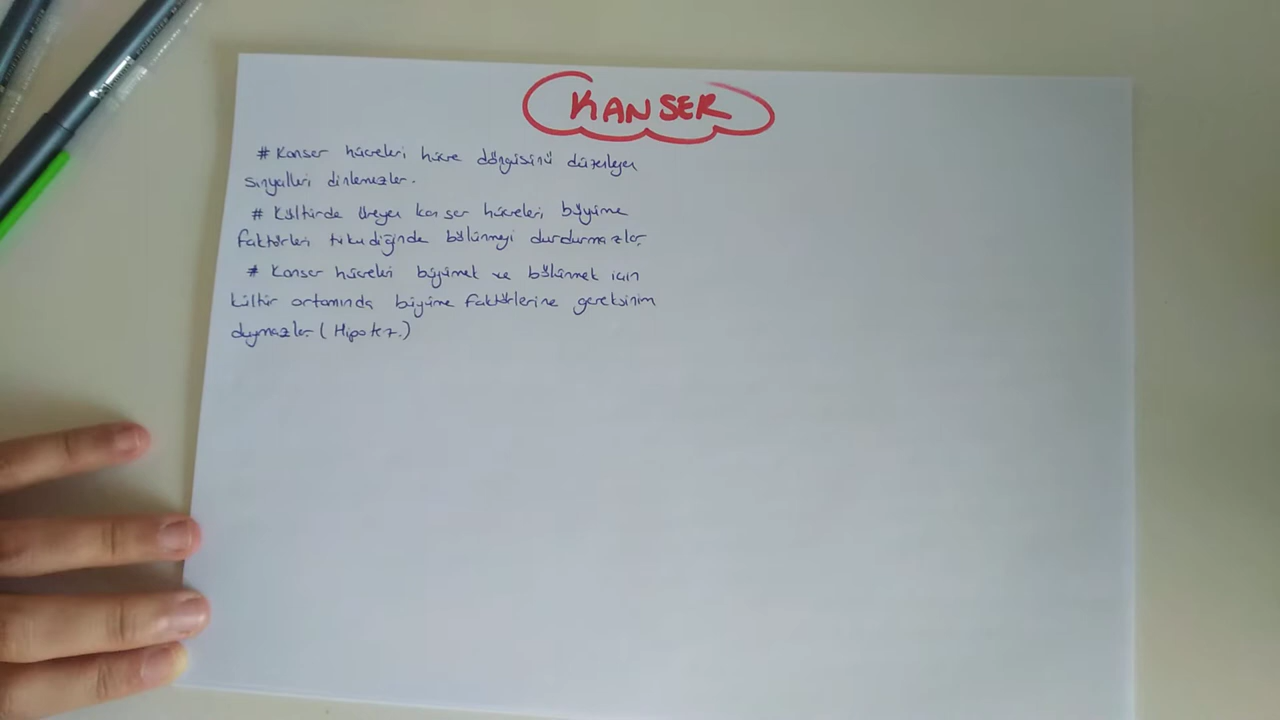 KANSER
# Kanser hücreleri hücre döngüsünü düzenleyen
sinyalleri dinlemezler.
# Kültürde üreyen kanser hücreleri, büyüme
faktörleri tükendiğinde bölünmeyi durdurmazlar.
# Kanser hücreleri büyümek ve bölünmek için
kültür ortamında büyüme faktörlerine gereksinim
duymazlar (Hipotez.)